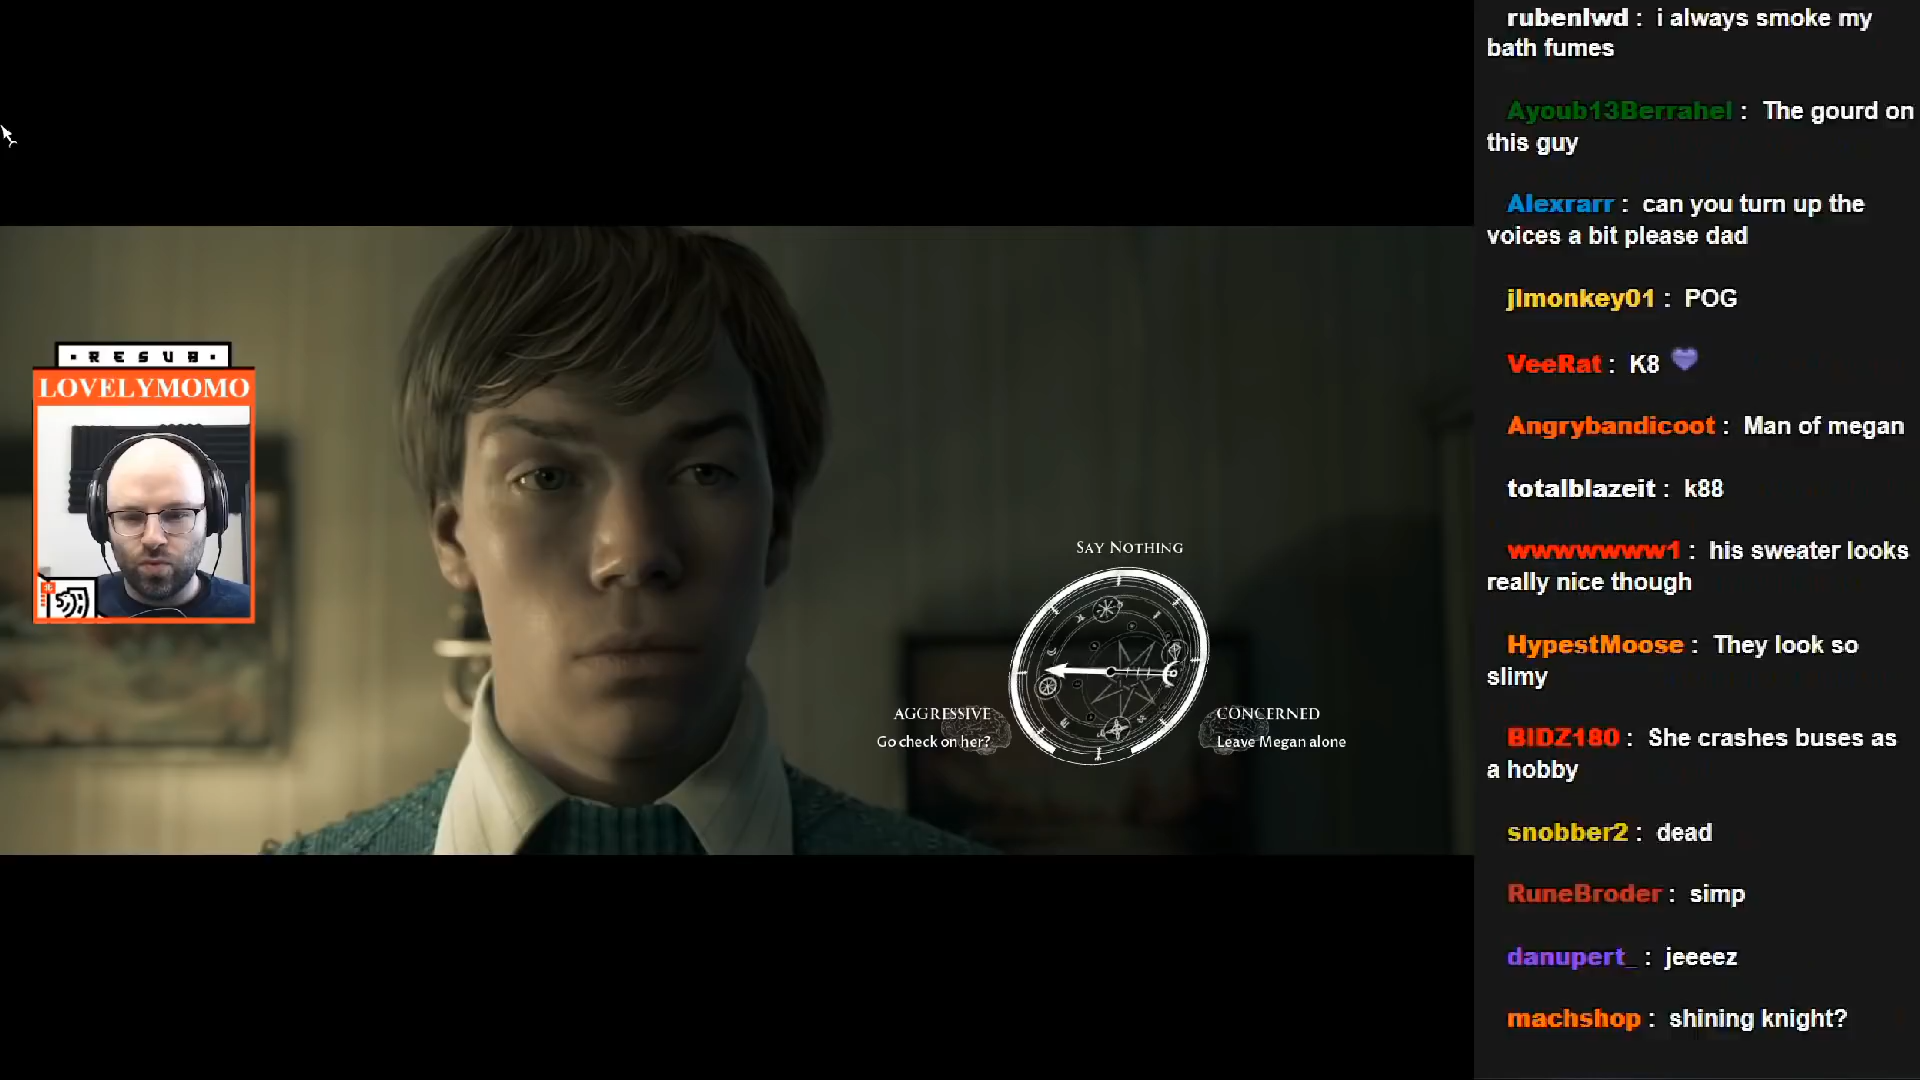 ·RESUB·
LOVELYMOMO
SAY NOTHING
AGGRESSIVE
Go check on her?
CONCERNED
Leave Megan alone
rubenlwd : i always smoke my
bath fumes
Ayoub13Berrahel : The gourd on
this guy
Alexrarr : can you turn up the
voices a bit please dad
jlmonkey01 : POG
VeeRat : K8
Angrybandicoot : Man of megan
totalblazeit : k88
wwwwwww1 : his sweater looks
really nice though
HypestMoose : They look so
slimy
BIDZ180 : She crashes buses as
a hobby
snobber2 : dead
RuneBroder : simp
danupert_ : jeeeez
machshop : shining knight?